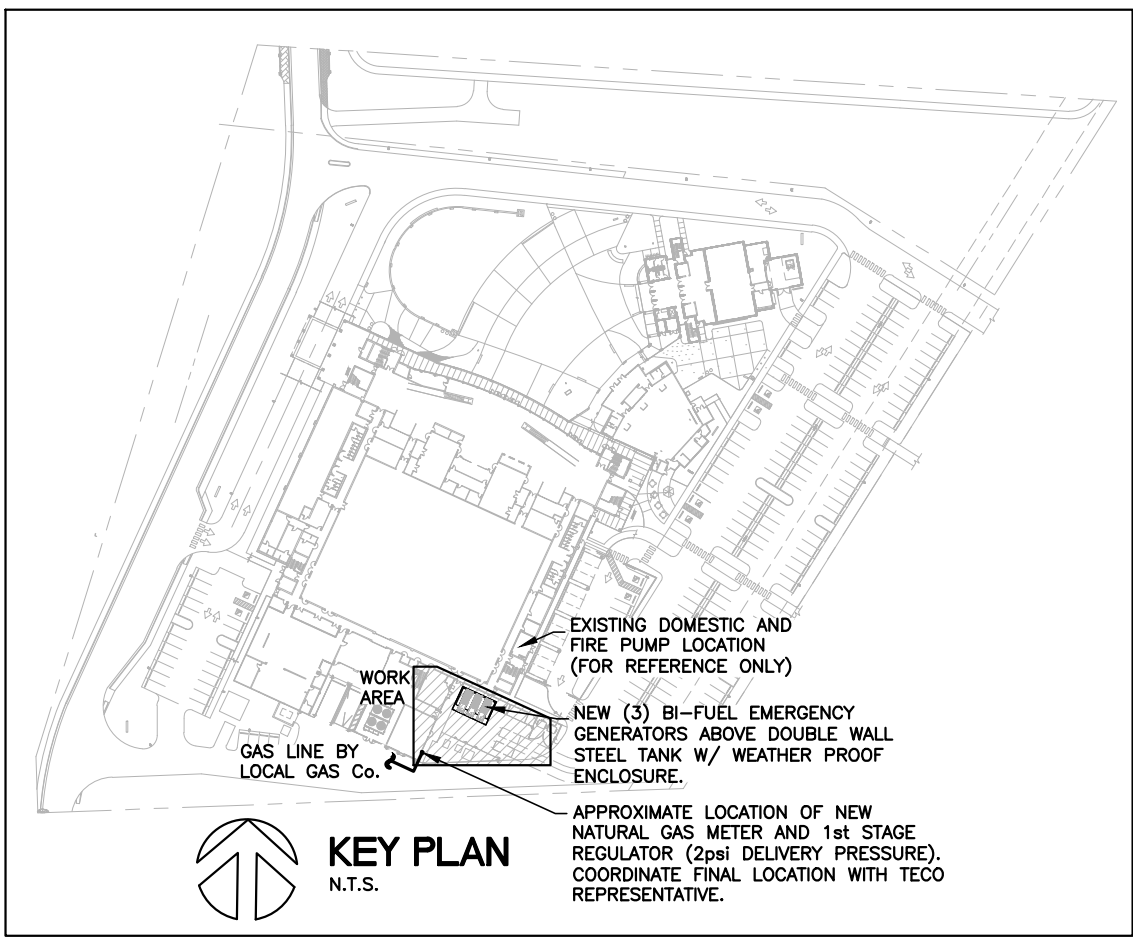 EXISTING DOMESTIC AND
FIRE PUMP LOCATION
(FOR REFERENCE ONLY)
WORK
AREA
NEW (3) BI-FUEL EMERGENCY
GENERATORS ABOVE DOUBLE WALL
STEEL TANK W/ WEATHER PROOF
ENCLOSURE.
GAS LINE BY
LOCAL GAS Co.
APPROXIMATE LOCATION OF NEW
NATURAL GAS METER AND 1st STAGE
REGULATOR (2psi DELIVERY PRESSURE).
COORDINATE FINAL LOCATION WITH TECO
REPRESENTATIVE.
KEY PLAN
N.T.S.